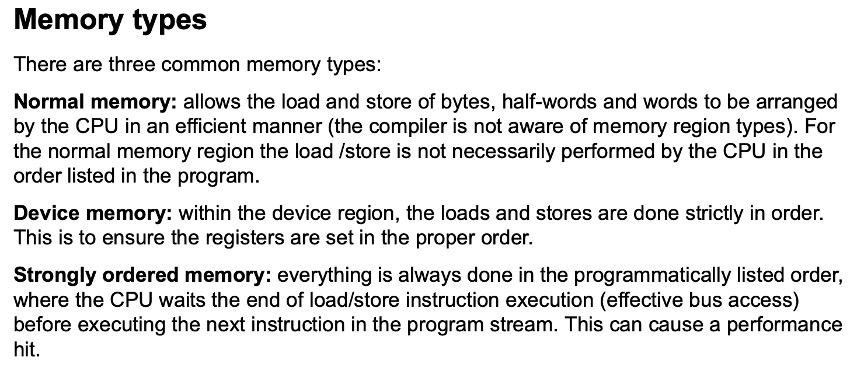 Memory types
There are three common memory types:
Normal memory: allows the load and store of bytes, half-words and words to be arranged
by the CPU in an efficient manner (the compiler is not aware of memory region types). For
the normal memory region the load /store is not necessarily performed by the CPU in the
order listed in the program.
Device memory: within the device region, the loads and stores are done strictly in order.
This is to ensure the registers are set in the proper order.
Strongly ordered memory: everything is always done in the programmatically listed order,
where the CPU waits the end of load/store instruction execution (effective bus access)
before executing the next instruction in the program stream. This can cause a performance
hit.